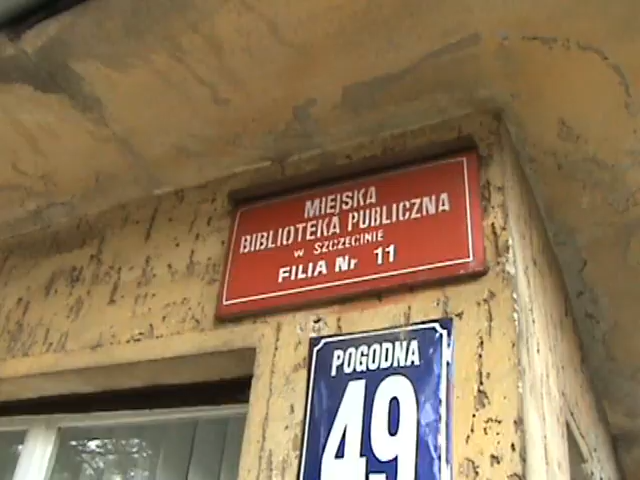 MIEJSKA
BIBLIOTEKA PUBLICZNA
W SZCZECINIE
FILIA Nr 11
POGODNA
49